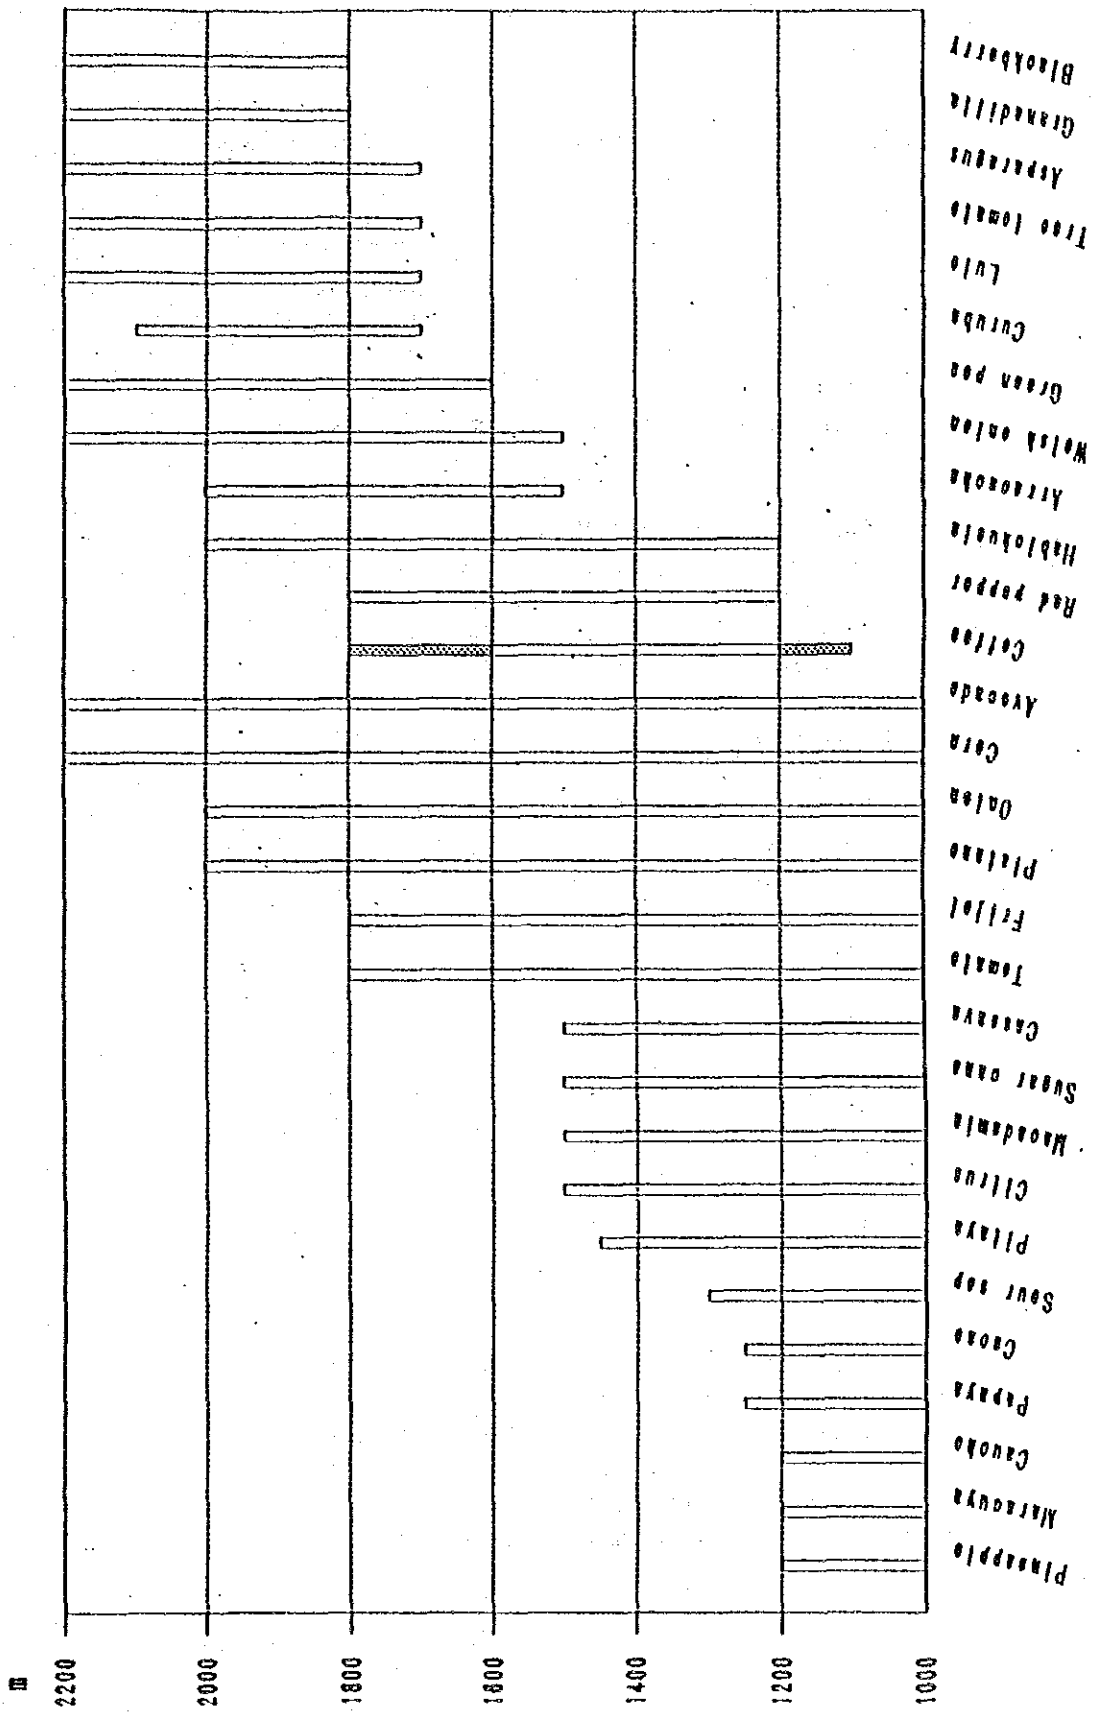 m
2200
2000
1800
1600
1400
1200
1000
Pineapple
Maracuya
Caucho
Papaya
Cacao
Sour sop
Pitaya
Citrus
Macadamia
Sugar cane
Cassava
Tomato
Frijol
Platano
Onion
Corn
Avocado
Coffee
Red pepper
Habichuela
Arracacha
Welsh onion
Green pea
Curuba
Lulo
Tree tomato
Asparagus
Granadilla
Blackberry